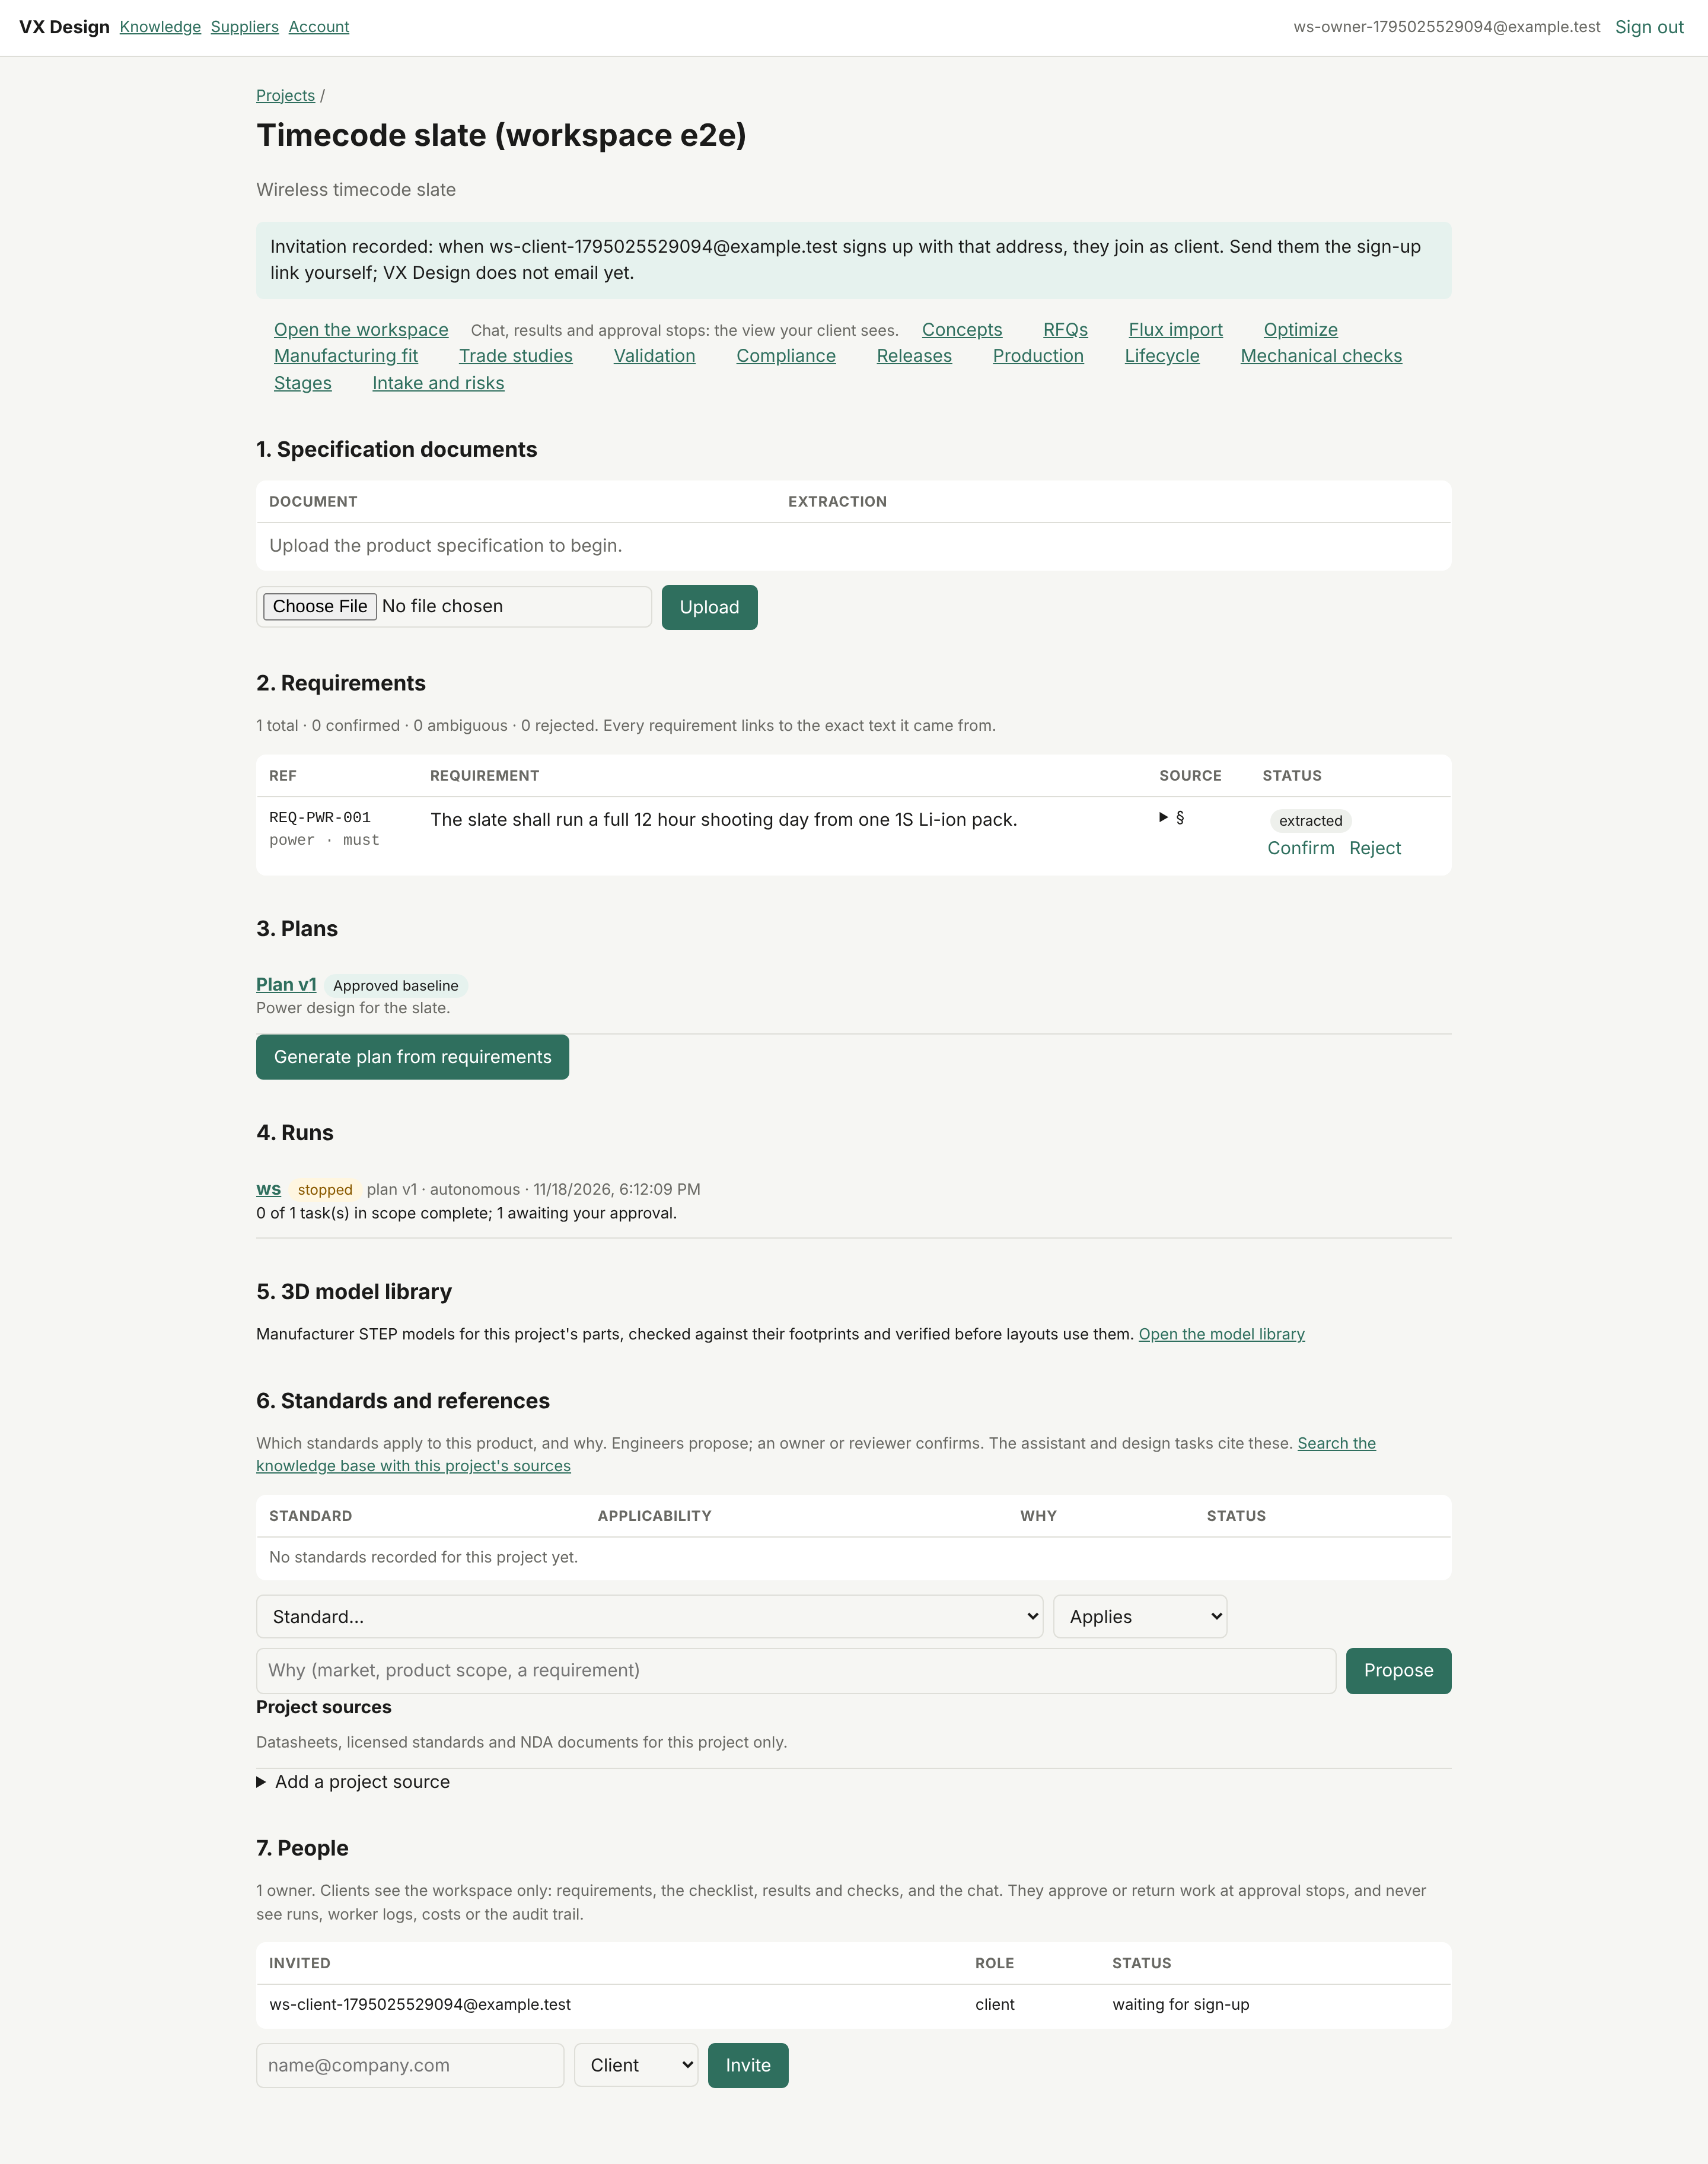 VX Design Knowledge Suppliers Account ws-owner-1795025529094@example.test Sign out
Projects /
Timecode slate (workspace e2e)
Wireless timecode slate
Invitation recorded: when ws-client-1795025529094@example.test signs up with that address, they join as client. Send them the sign-up
link yourself; VX Design does not email yet.
Open the workspace Chat, results and approval stops: the view your client sees. Concepts RFQs Flux import Optimize
Manufacturing fit Trade studies Validation Compliance Releases Production Lifecycle Mechanical checks
Stages Intake and risks
1. Specification documents
DOCUMENT EXTRACTION
Upload the product specification to begin.
Choose File No file chosen Upload
2. Requirements
1 total · 0 confirmed · 0 ambiguous · 0 rejected. Every requirement links to the exact text it came from.
REF REQUIREMENT SOURCE STATUS
REQ-PWR-001 The slate shall run a full 12 hour shooting day from one 1S Li-ion pack. ▶ § extracted
power · must Confirm Reject
3. Plans
Plan v1 Approved baseline
Power design for the slate.
Generate plan from requirements
4. Runs
ws stopped plan v1 · autonomous · 11/18/2026, 6:12:09 PM
0 of 1 task(s) in scope complete; 1 awaiting your approval.
5. 3D model library
Manufacturer STEP models for this project's parts, checked against their footprints and verified before layouts use them. Open the model library
6. Standards and references
Which standards apply to this product, and why. Engineers propose; an owner or reviewer confirms. The assistant and design tasks cite these. Search the
knowledge base with this project's sources
STANDARD APPLICABILITY WHY STATUS
No standards recorded for this project yet.
Standard... Applies
Why (market, product scope, a requirement) Propose
Project sources
Datasheets, licensed standards and NDA documents for this project only.
▶ Add a project source
7. People
1 owner. Clients see the workspace only: requirements, the checklist, results and checks, and the chat. They approve or return work at approval stops, and never
see runs, worker logs, costs or the audit trail.
INVITED ROLE STATUS
ws-client-1795025529094@example.test client waiting for sign-up
name@company.com Client Invite